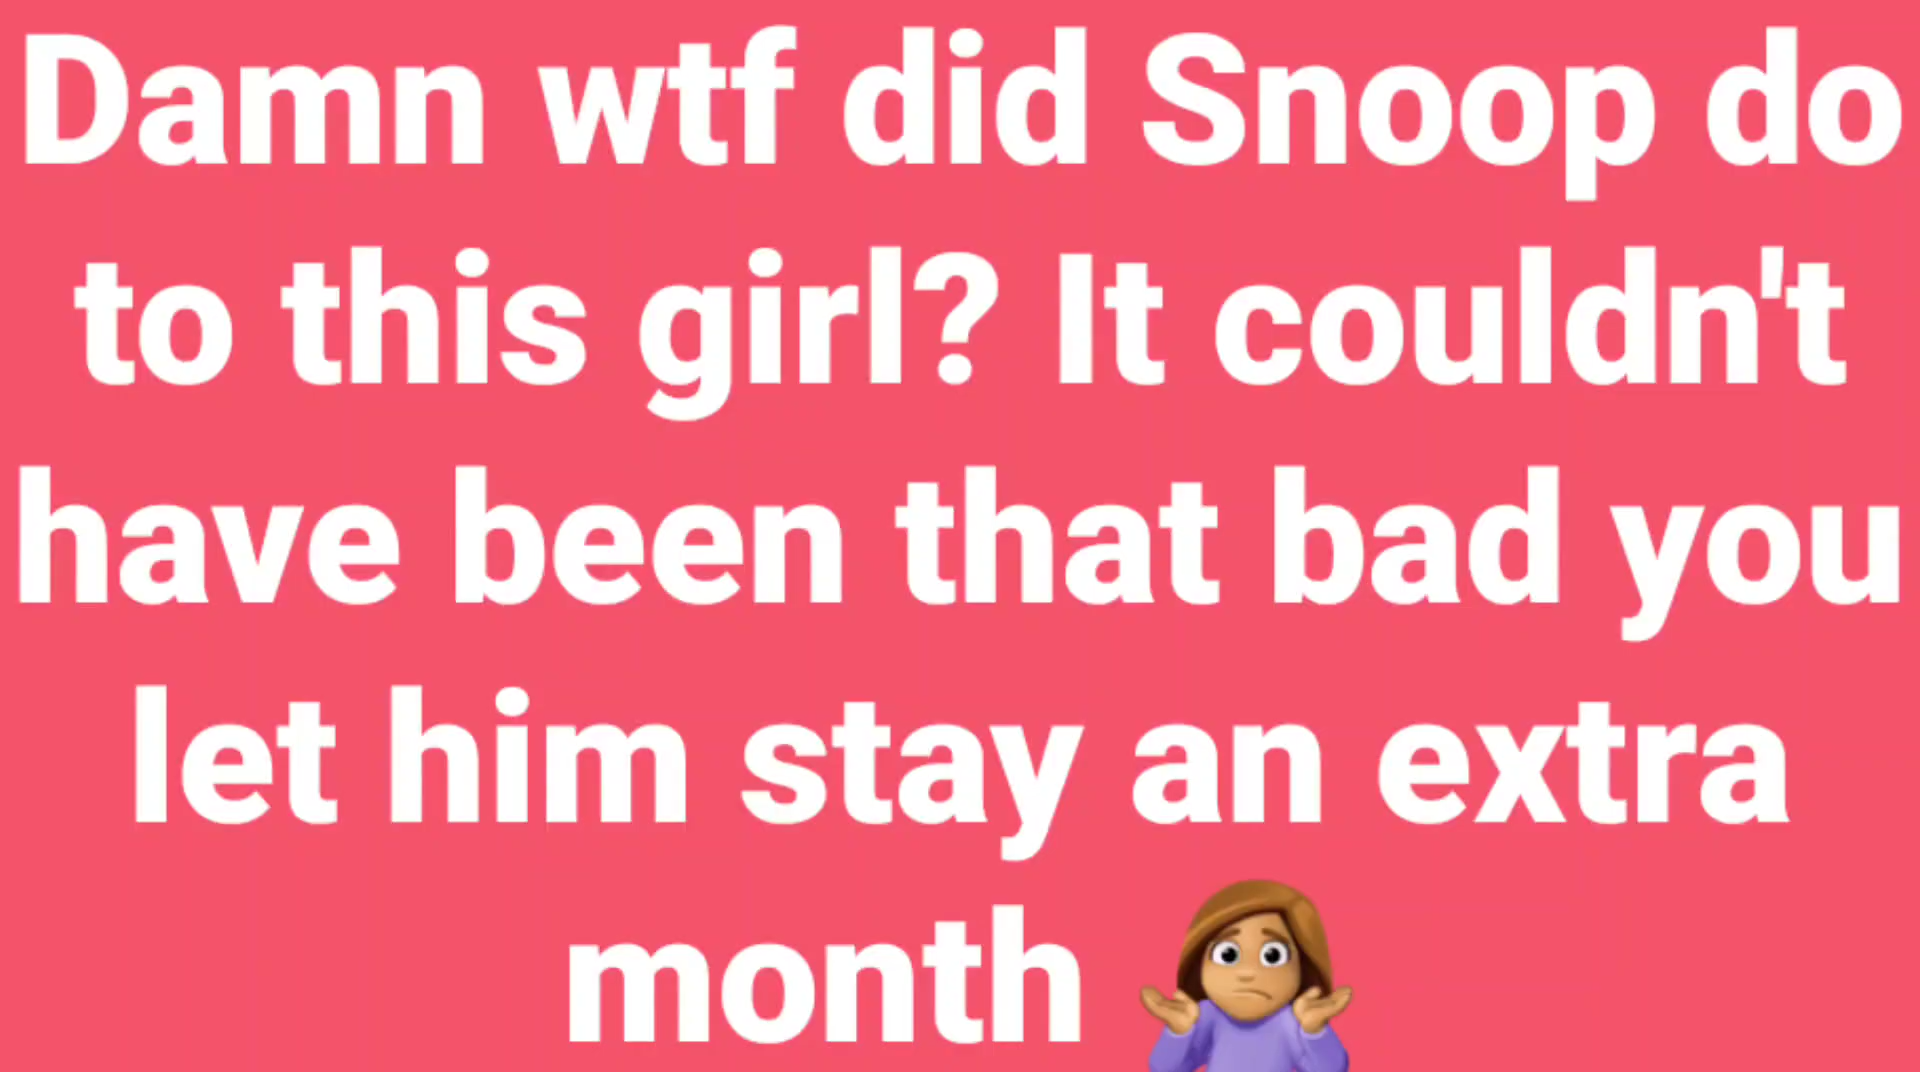 Damn wtf did Snoop do
to this girl? It couldn't
have been that bad you
let him stay an extra
month 🤷🏽‍♀️